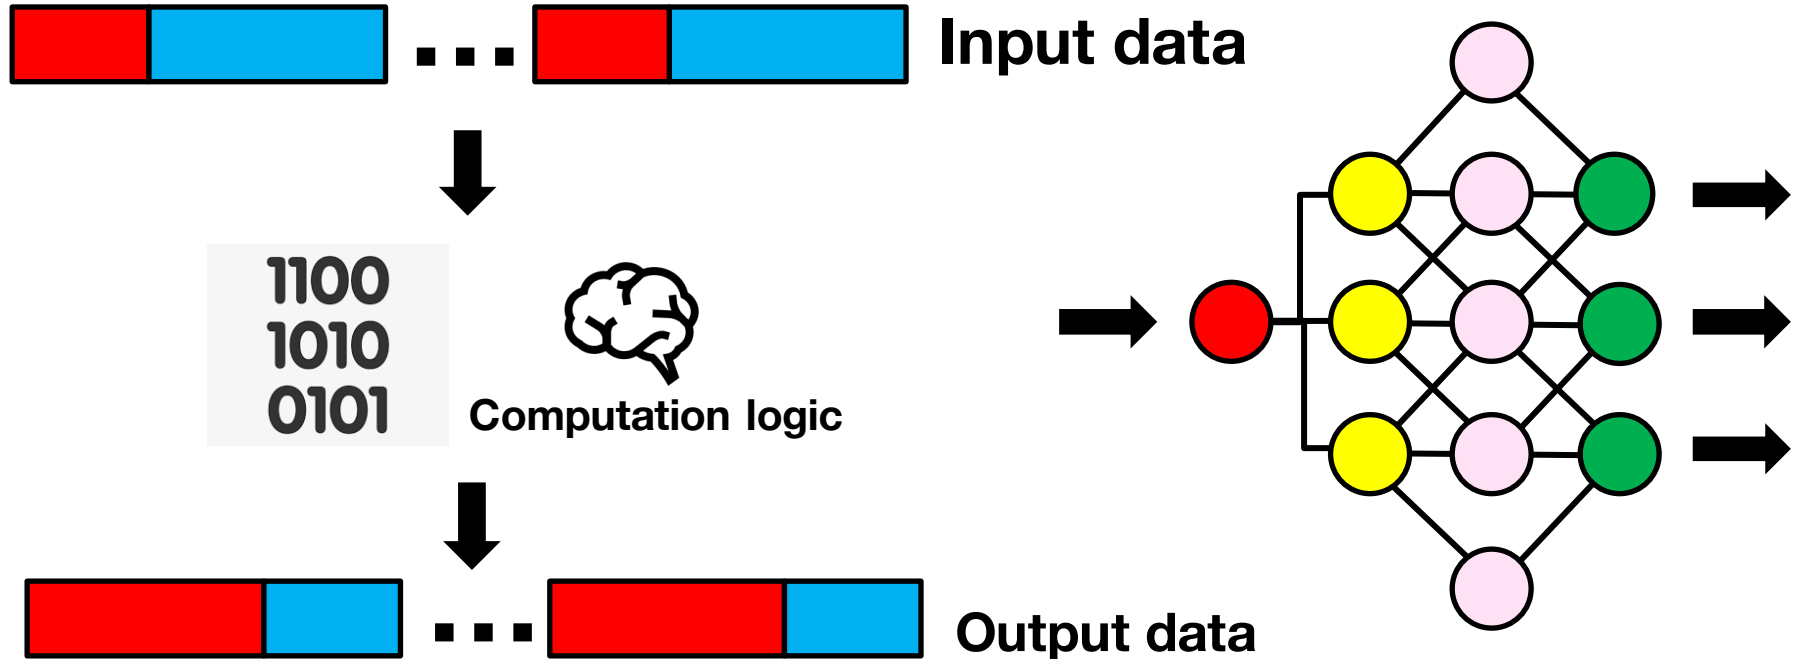 Input data
1100
1010
0101
Computation logic
Output data